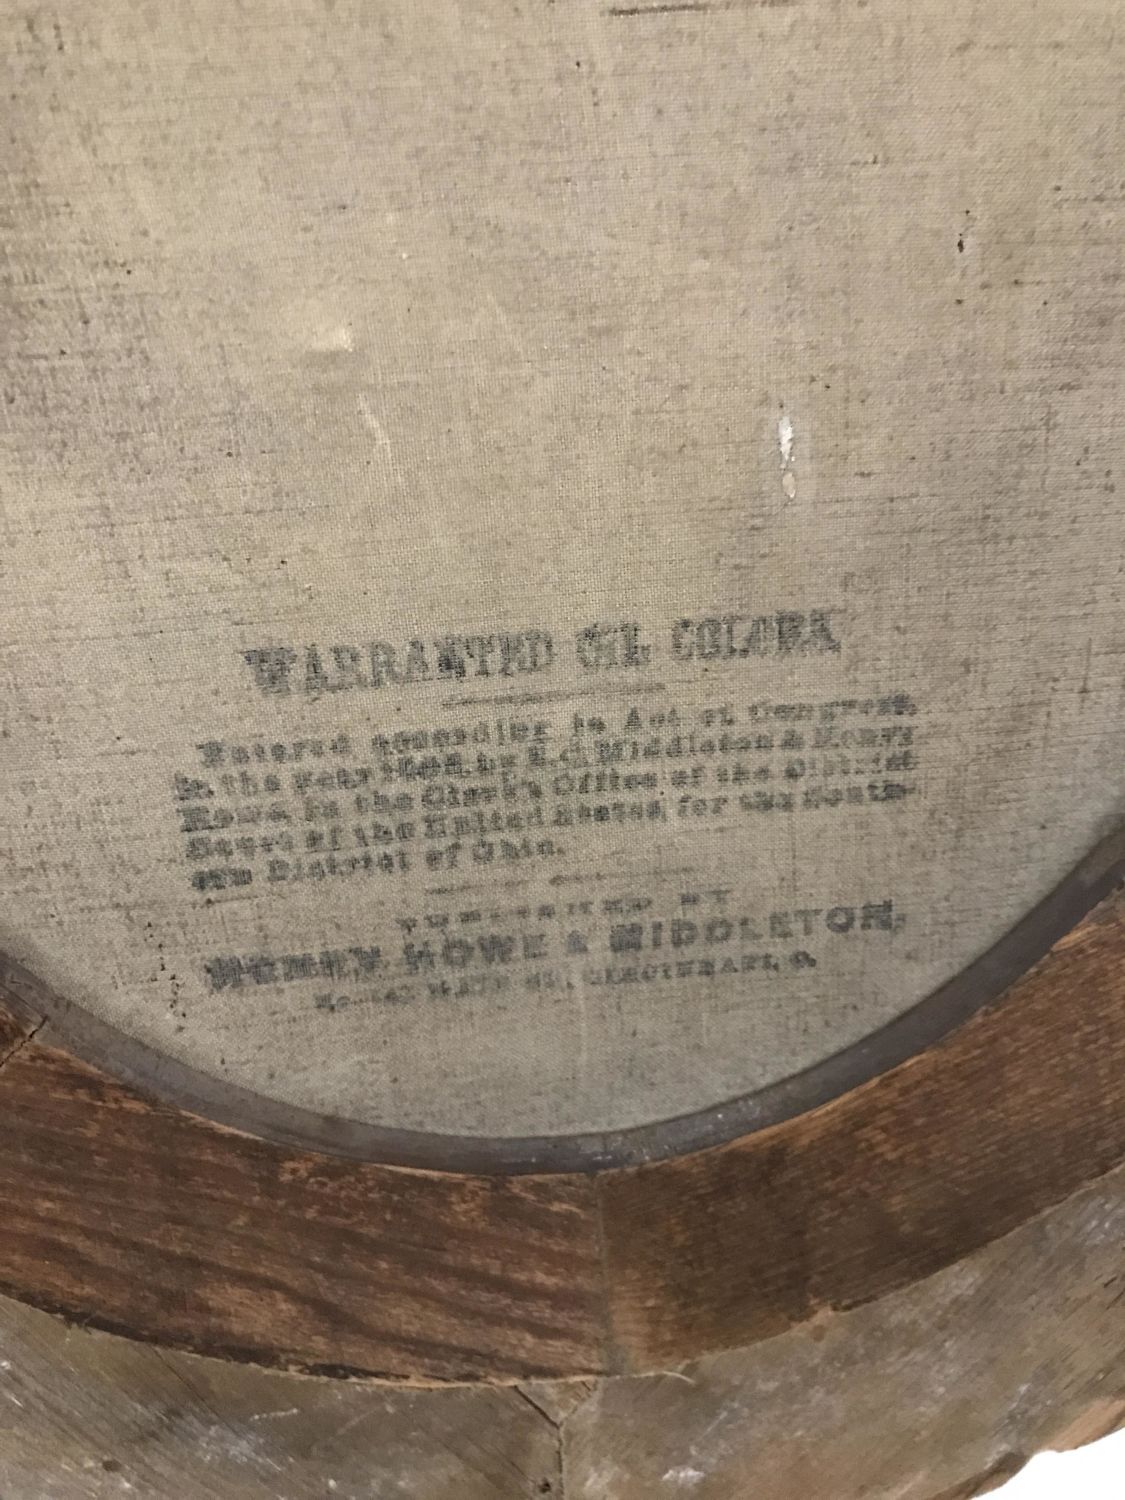 WARRANTED OIL COLORS.
Entered according to Act of Congress,
in the year by E. C. Middleton & Henry
Howe, in the Clerk's Office of the District
Court of the United States, for the South-
ern District of Ohio.
PUBLISHED BY
HENRY HOWE & MIDDLETON,
No. ST., CINCINNATI, O.